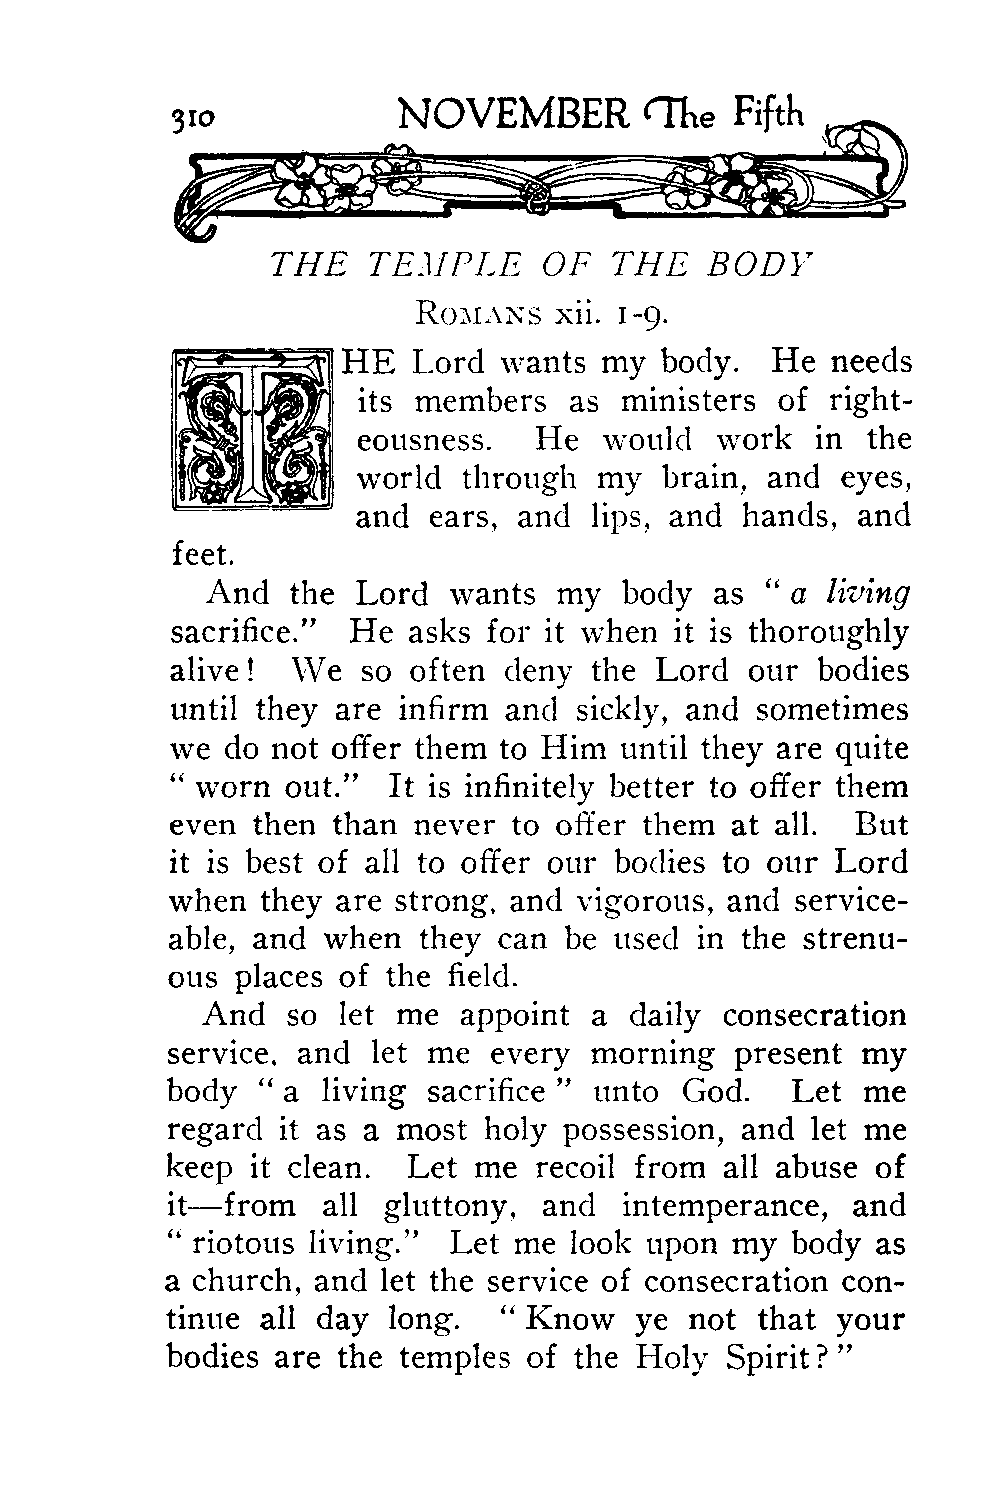 310 NOVEMBER The Fifth
THE TEMPLE OF THE BODY
ROMANS xii. 1-9.
THE Lord wants my body. He needs
its members as ministers of right-
eousness. He would work in the
world through my brain, and eyes,
and ears, and lips, and hands, and
feet.
And the Lord wants my body as “ a living
sacrifice.” He asks for it when it is thoroughly
alive! We so often deny the Lord our bodies
until they are infirm and sickly, and sometimes
we do not offer them to Him until they are quite
“ worn out.” It is infinitely better to offer them
even then than never to offer them at all. But
it is best of all to offer our bodies to our Lord
when they are strong, and vigorous, and service-
able, and when they can be used in the strenu-
ous places of the field.
And so let me appoint a daily consecration
service, and let me every morning present my
body “ a living sacrifice ” unto God. Let me
regard it as a most holy possession, and let me
keep it clean. Let me recoil from all abuse of
it—from all gluttony, and intemperance, and
“ riotous living.” Let me look upon my body as
a church, and let the service of consecration con-
tinue all day long. “ Know ye not that your
bodies are the temples of the Holy Spirit? ”